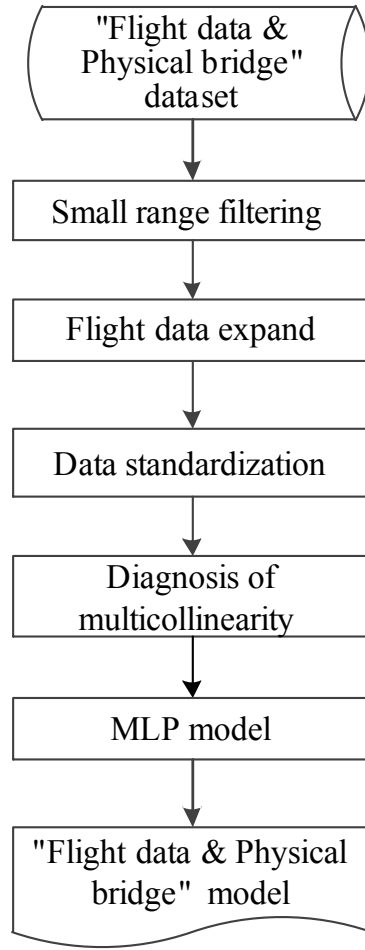 "Flight data &
Physical bridge"
dataset
Small range filtering
Flight data expand
Data standardization
Diagnosis of
multicollinearity
MLP model
"Flight data & Physical
bridge" model